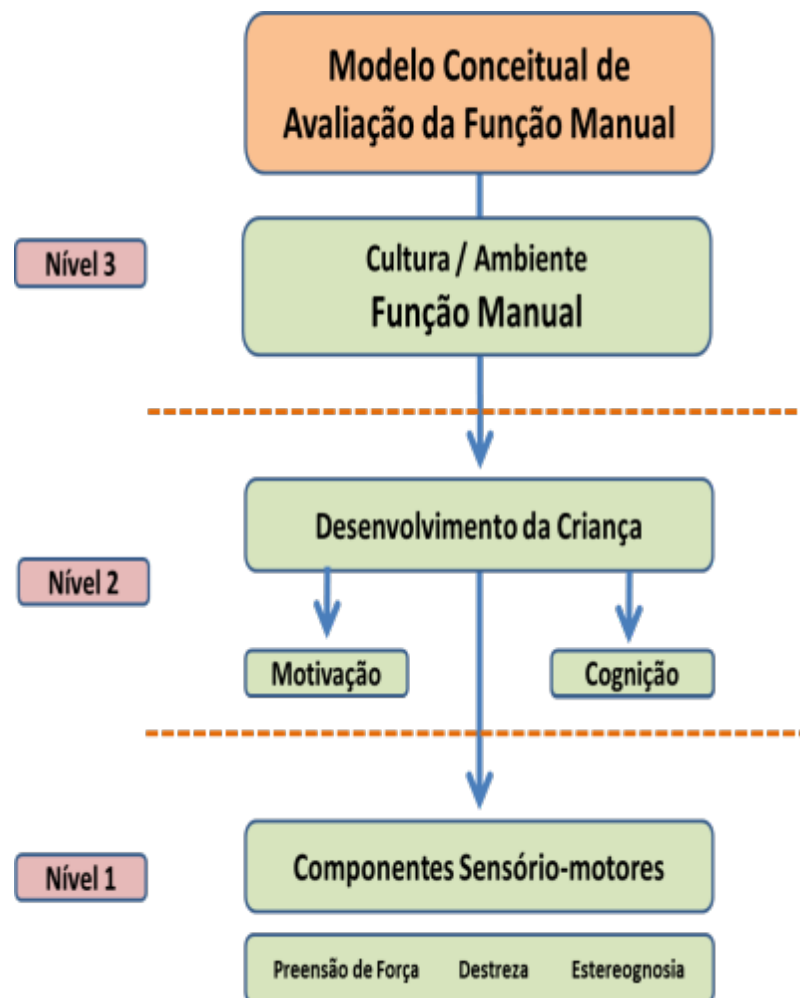 Modelo Conceitual de
Avaliação da Função Manual
Nível 3
Cultura / Ambiente
Função Manual
Desenvolvimento da Criança
Nível 2
Motivação
Cognição
Nível 1
Componentes Sensório-motores
Preensão de Força Destreza Estereognosia